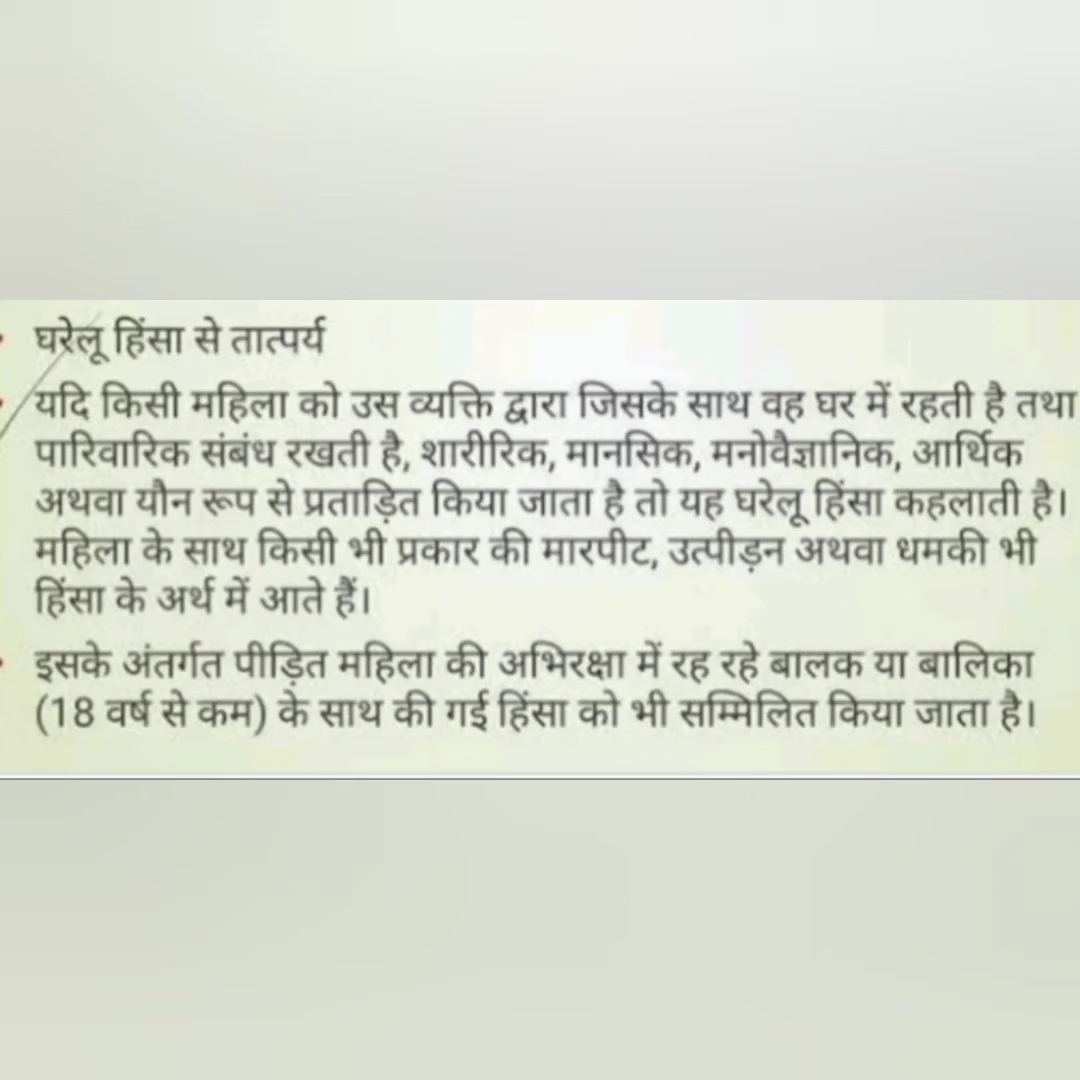 घरेलू हिंसा से तात्पर्य
यदि किसी महिला को उस व्यक्ति द्वारा जिसके साथ वह घर में रहती है तथा
पारिवारिक संबंध रखती है, शारीरिक, मानसिक, मनोवैज्ञानिक, आर्थिक
अथवा यौन रूप से प्रताड़ित किया जाता है तो यह घरेलू हिंसा कहलाती है।
महिला के साथ किसी भी प्रकार की मारपीट, उत्पीड़न अथवा धमकी भी
हिंसा के अर्थ में आते हैं।
इसके अंतर्गत पीड़ित महिला की अभिरक्षा में रह रहे बालक या बालिका
(18 वर्ष से कम) के साथ की गई हिंसा को भी सम्मिलित किया जाता है।